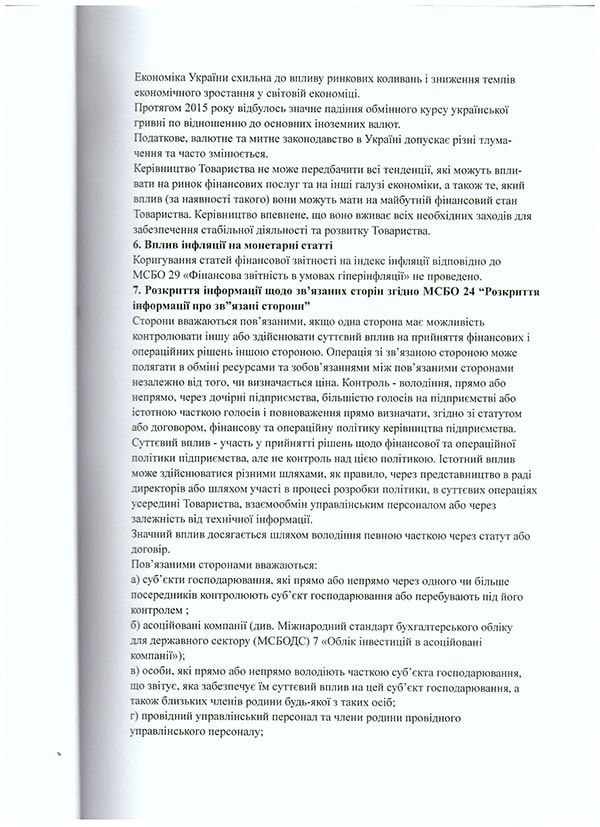 Економіка України схильна до впливу ринкових коливань і зниження темпів
економічного зростання у світовій економіці.
Протягом 2015 року відбулось значне падіння обмінного курсу української
гривні по відношенню до основних іноземних валют.
Податкове, валютне та митне законодавство в Україні допускає різні тлума-
чення та часто змінюється.
Керівництво Товариства не може передбачити всі тенденції, які можуть впли-
вати на ринок фінансових послуг та на інші галузі економіки, а також те, який
вплив (за наявності такого) вони можуть мати на майбутній фінансовий стан
Товариства. Керівництво впевнене, що воно вживає всіх необхідних заходів для
забезпечення стабільної діяльності та розвитку Товариства.
6. Вплив інфляції на монетарні статті
Коригування статей фінансової звітності на індекс інфляції відповідно до
МСБО 29 «Фінансова звітність в умовах гіперінфляції» не проведено.
7. Розкриття інформації щодо зв’язаних сторін згідно МСБО 24 “Розкриття
інформації про зв”язані сторони”
Сторони вважаються пов’язаними, якщо одна сторона має можливість
контролювати іншу або здійснювати суттєвий вплив на прийняття фінансових і
операційних рішень іншою стороною. Операція зі зв’язаною стороною може
полягати в обміні ресурсами та зобов’язаннями між пов’язаними сторонами
незалежно від того, чи визначається ціна. Контроль - володіння, прямо або
непрямо, через дочірні підприємства, більшістю голосів на підприємстві або
істотною часткою голосів і повноваження прямо визначати, згідно зі статутом
або договором, фінансову та операційну політику керівництва підприємства.
Суттєвий вплив - участь у прийнятті рішень щодо фінансової та операційної
політики підприємства, але не контроль над цією політикою. Істотний вплив
може здійснюватися різними шляхами, як правило, через представництво в раді
директорів або шляхом участі в процесі розробки політики, в суттєвих операціях
усередині Товариства, взаємообмін управлінським персоналом або через
залежність від технічної інформації.
Значний вплив досягається шляхом володіння певною часткою через статут або
договір.
Пов’язаними сторонами вважаються:
а) суб’єкти господарювання, які прямо або непрямо через одного чи більше
посередників контролюють суб’єкт господарювання або перебувають під його
контролем ;
б) асоційовані компанії (див. Міжнародний стандарт бухгалтерського обліку
для державного сектору (МСБОДС) 7 «Облік інвестицій в асоційовані
компанії»);
в) особи, які прямо або непрямо володіють часткою суб’єкта господарювання,
що звітує, яка забезпечує їм суттєвий вплив на цей суб’єкт господарювання, а
також близьких членів родини будь-якої з таких осіб;
г) провідний управлінський персонал та члени родини провідного
управлінського персоналу;